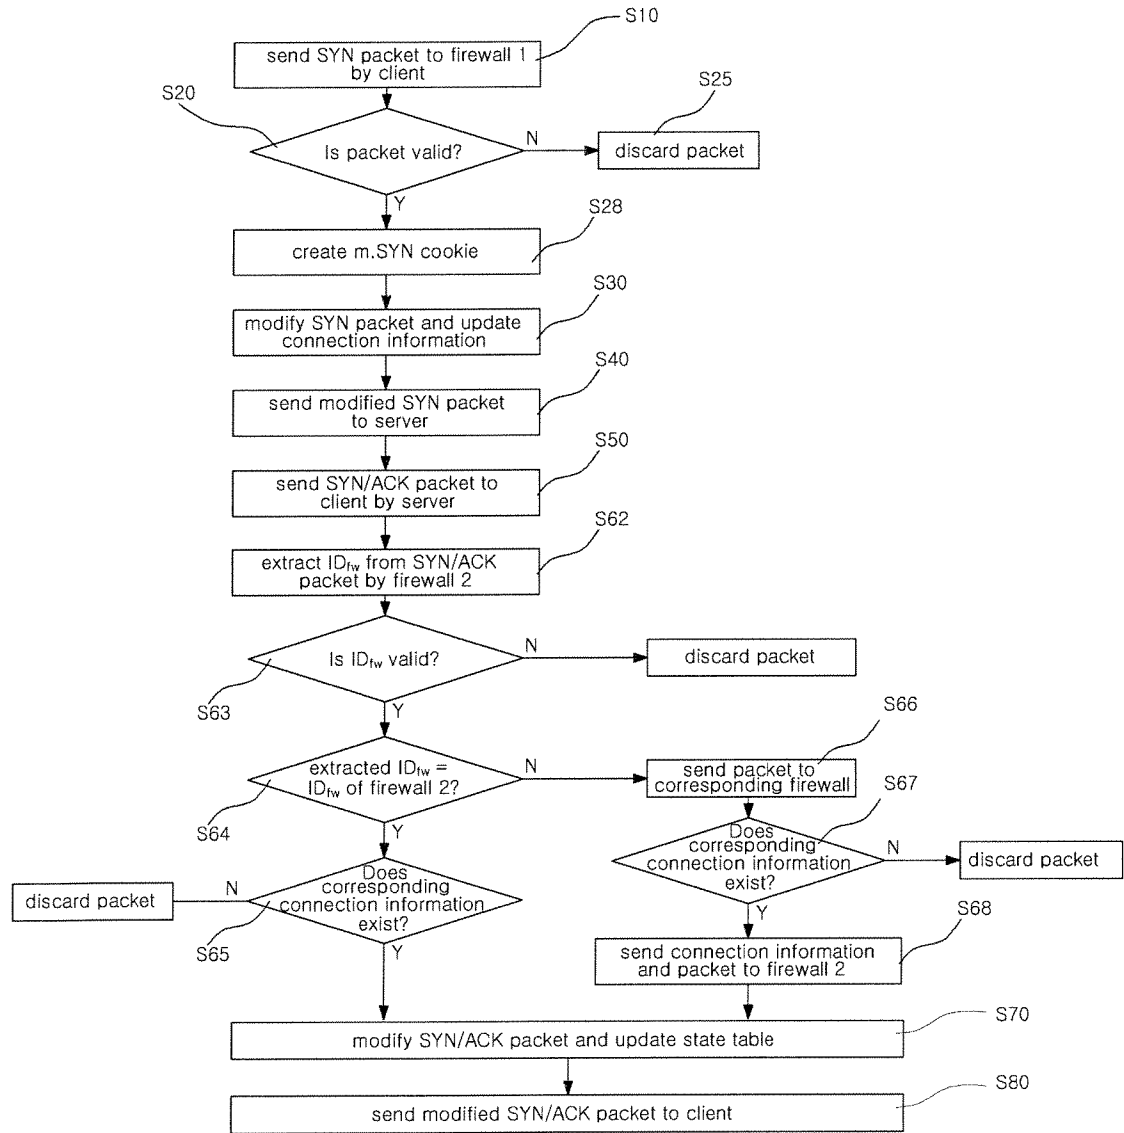 S10
send SYN packet to firewall 1
by client
S20
S25
Is packet valid?
N
discard packet
Y
S28
create m.SYN cookie
S30
modify SYN packet and update
connection information
S40
send modified SYN packet
to server
S50
send SYN/ACK packet to
client by server
S62
extract IDfw from SYN/ACK
packet by firewall 2
Is IDfw valid?
N
discard packet
S63
Y
S66
extracted IDfw =
IDfw of firewall 2?
N
send packet to
corresponding firewall
S64
Y
S67
Does
corresponding
connection information
exist?
N
discard packet
Does
corresponding
connection information
exist?
N
discard packet
S65
Y
Y
S68
send connection information
and packet to firewall 2
S70
modify SYN/ACK packet and update state table
S80
send modified SYN/ACK packet to client